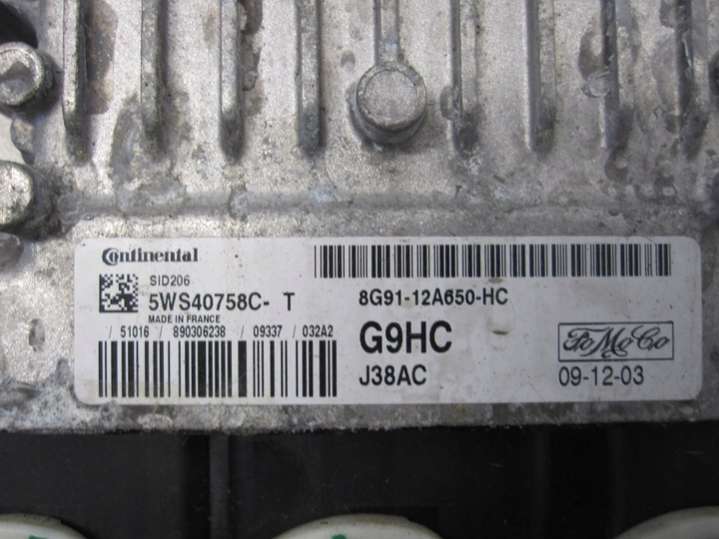 Continental
SID206
5WS40758C- T
MADE IN FRANCE
/ 51016 / 890306238 / 09337 / 032A2
8G91-12A650-HC
G9HC
FoMoCo
J38AC
09-12-03